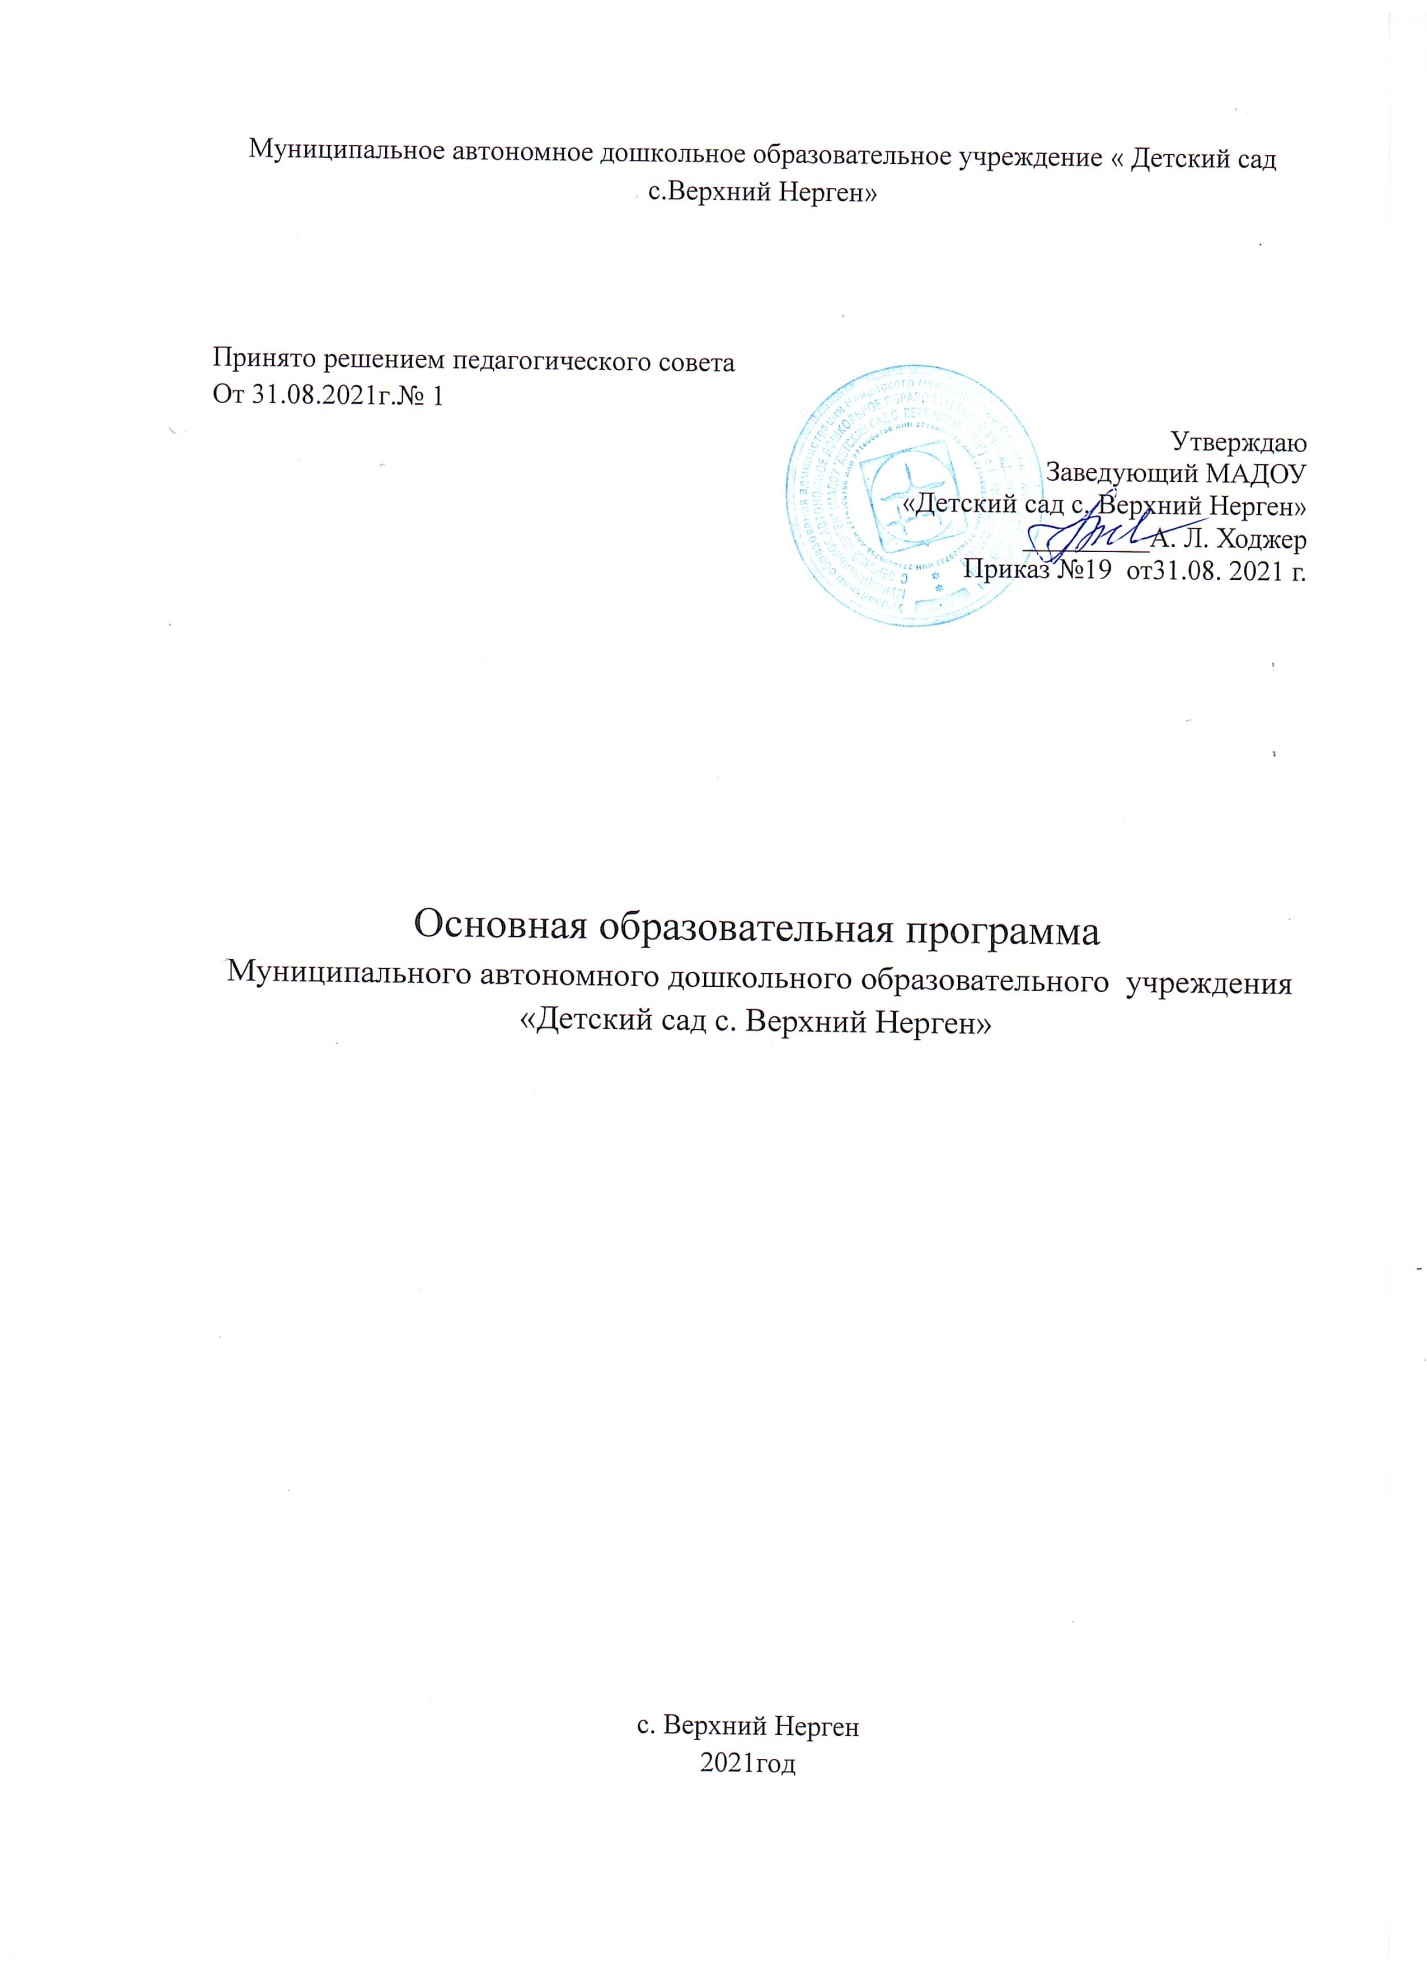 Муниципальное автономное дошкольное образовательное учреждение « Детский сад
с.Верхний Нерген»
Принято решением педагогического совета
От 31.08.2021г.№ 1
Утверждаю
Заведующий МАДОУ
«Детский сад с. Верхний Нерген»
А. Л. Ходжер
Приказ №19 от31.08. 2021 г.
Основная образовательная программа
Муниципального автономного дошкольного образовательного учреждения
«Детский сад с. Верхний Нерген»
с. Верхний Нерген
2021год